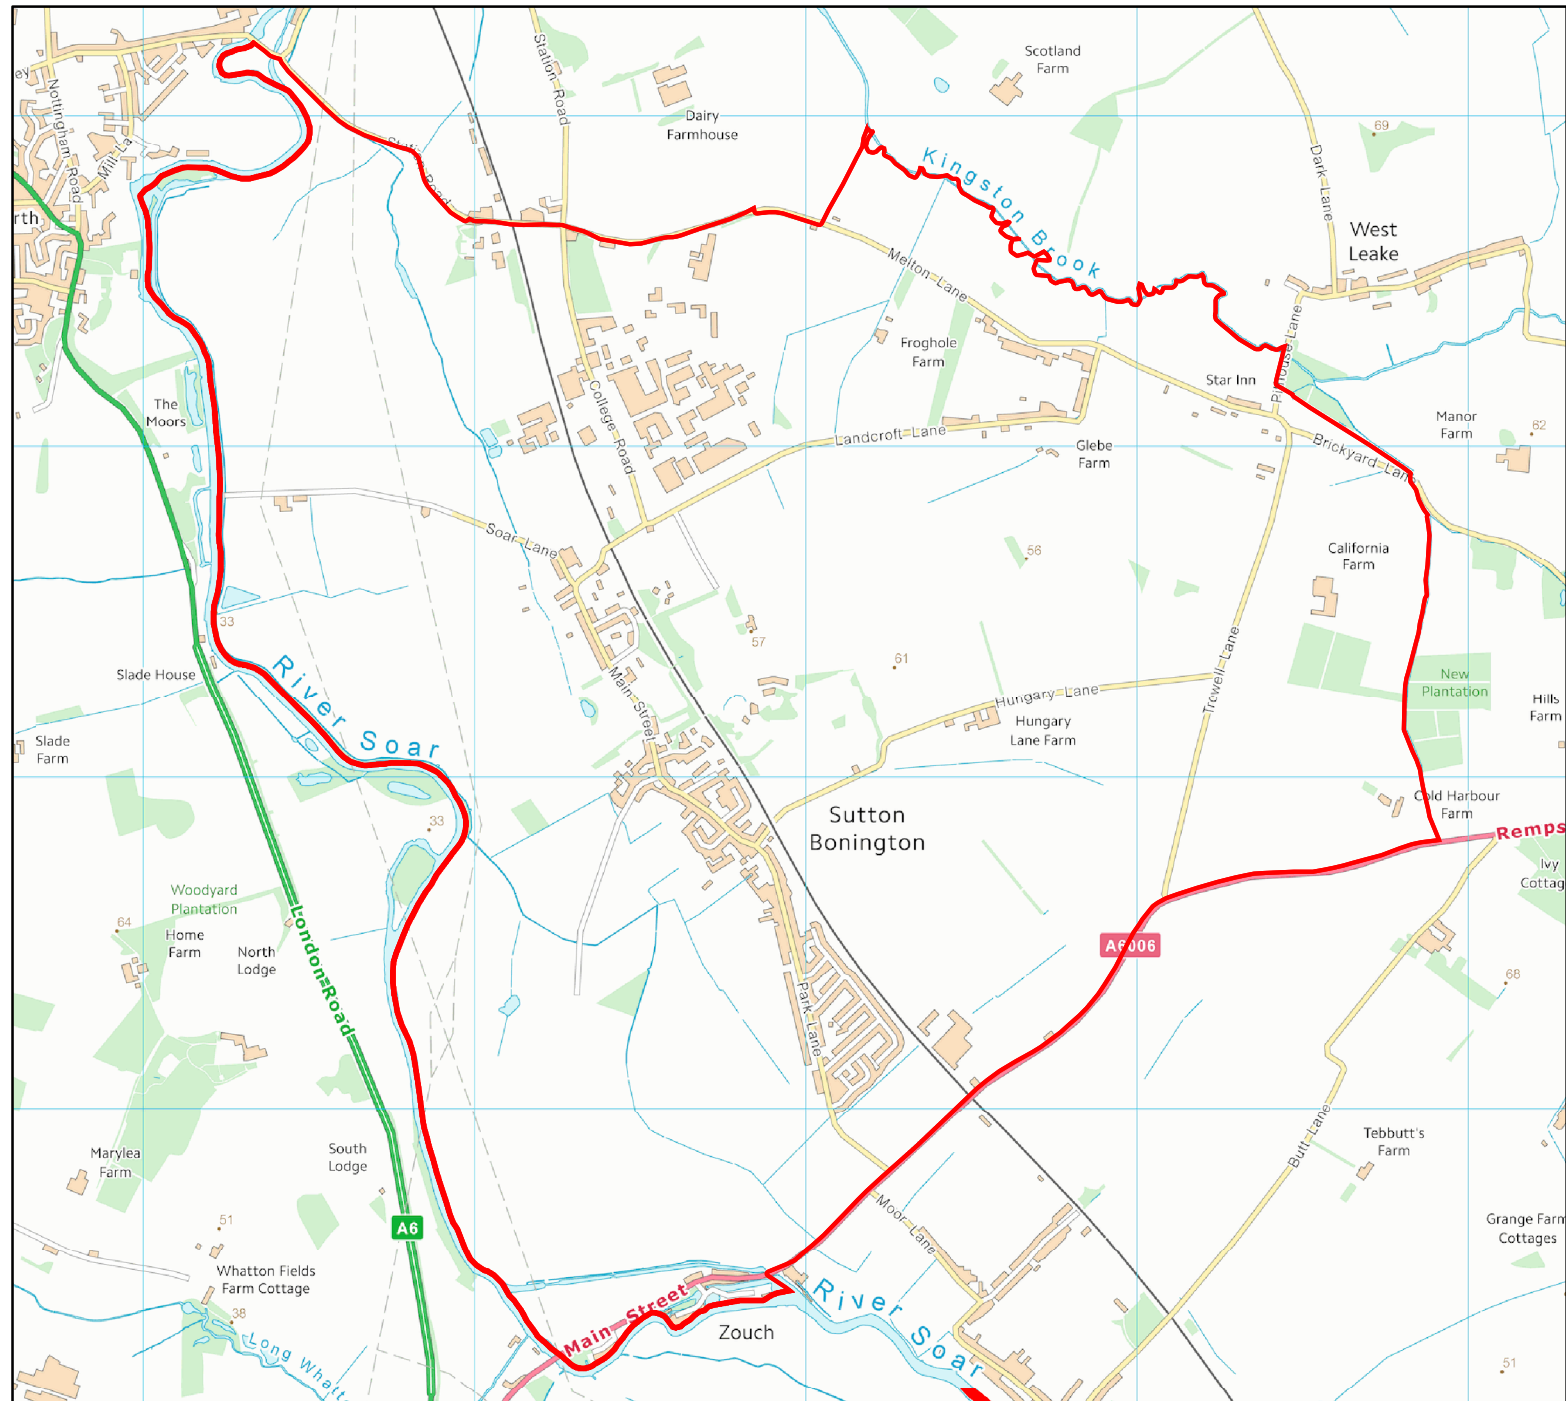 Scotland
Farm
ey
Station Road
Nottingham Road
Mill La
Dairy
Farmhouse
69
Dark Lane
Kingston Brook
rth
West
Leake
Melton Lane
Froghole
Farm
Star Inn
The
Moors
College Road
Landcroft Lane
Glebe
Farm
Manor
Farm
62
Brickyard Lane
Soar Lane
56
California
Farm
33
57
61
Slade House
River Soar
Main Street
Trowell Lane
New
Plantation
Hungary Lane
Hungary
Lane Farm
Hills
Farm
Slade
Farm
33
Sutton
Bonington
Cold Harbour
Farm
Remps
Ivy
Cottag
Woodyard
Plantation
64
Home
Farm
North
Lodge
London Road
A6006
68
Park Lane
Marylea
Farm
South
Lodge
Butt Lane
Tebbutt's
Farm
51
A6
Moor Lane
Grange Farm
Cottages
Whatton Fields
Farm Cottage
38
Main Street
River Soar
Zouch
Long Whatt
51